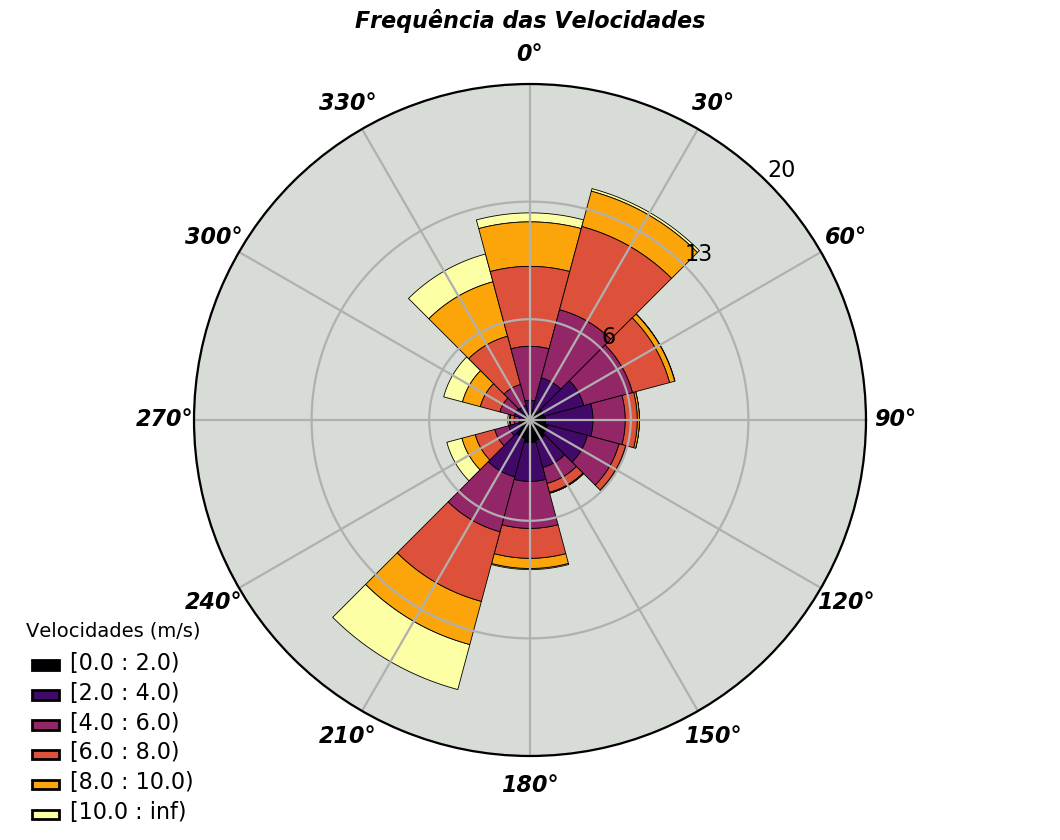 Frequência das Velocidades
0°
330°
30°
20
300°
60°
13
6
270°
90°
240°
120°
210°
150°
180°
Velocidades (m/s)
[0.0 : 2.0)
[2.0 : 4.0)
[4.0 : 6.0)
[6.0 : 8.0)
[8.0 : 10.0)
[10.0 : inf)